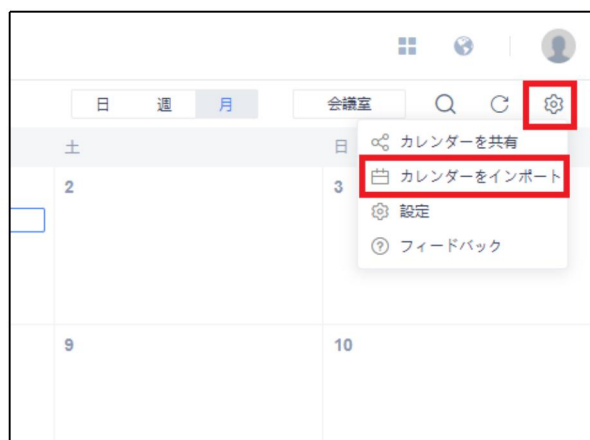 日 週 月 会議室
土 日
カレンダーを共有
カレンダーをインポート
設定
フィードバック
2 3
9 10